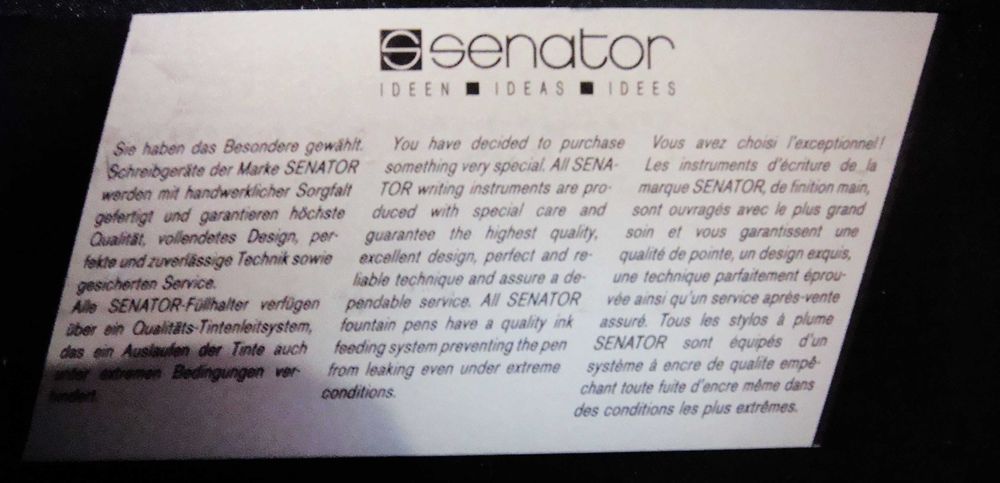 senator
IDEEN ■ IDEAS ■ IDEES
Sie haben das Besondere gewählt.
Schreibgeräte der Marke SENATOR
werden mit handwerklicher Sorgfalt
gefertigt und garantieren höchste
Qualität, vollendetes Design, per-
fekte und zuverlässige Technik sowie
gesicherten Service.
Alle SENATOR-Füllhalter verfügen
über ein Qualitäts-Tintenleitsystem,
das ein Auslaufen der Tinte auch
unter extremen Bedingungen ver-
hindert.
You have decided to purchase
something very special. All SENA-
TOR writing instruments are pro-
duced with special care and
guarantee the highest quality,
excellent design, perfect and re-
liable technique and assure a de-
pendable service. All SENATOR
fountain pens have a quality ink
feeding system preventing the pen
from leaking even under extreme
conditions.
Vous avez choisi l'exceptionnel!
Les instruments d'écriture de la
marque SENATOR, de finition main,
sont ouvragés avec le plus grand
soin et vous garantissent une
qualité de pointe, un design exquis,
une technique parfaitement éprou-
vée ainsi qu'un service après-vente
assuré. Tous les stylos à plume
SENATOR sont équipés d'un
système à encre de qualite empê-
chant toute fuite d'encre même dans
des conditions les plus extrêmes.